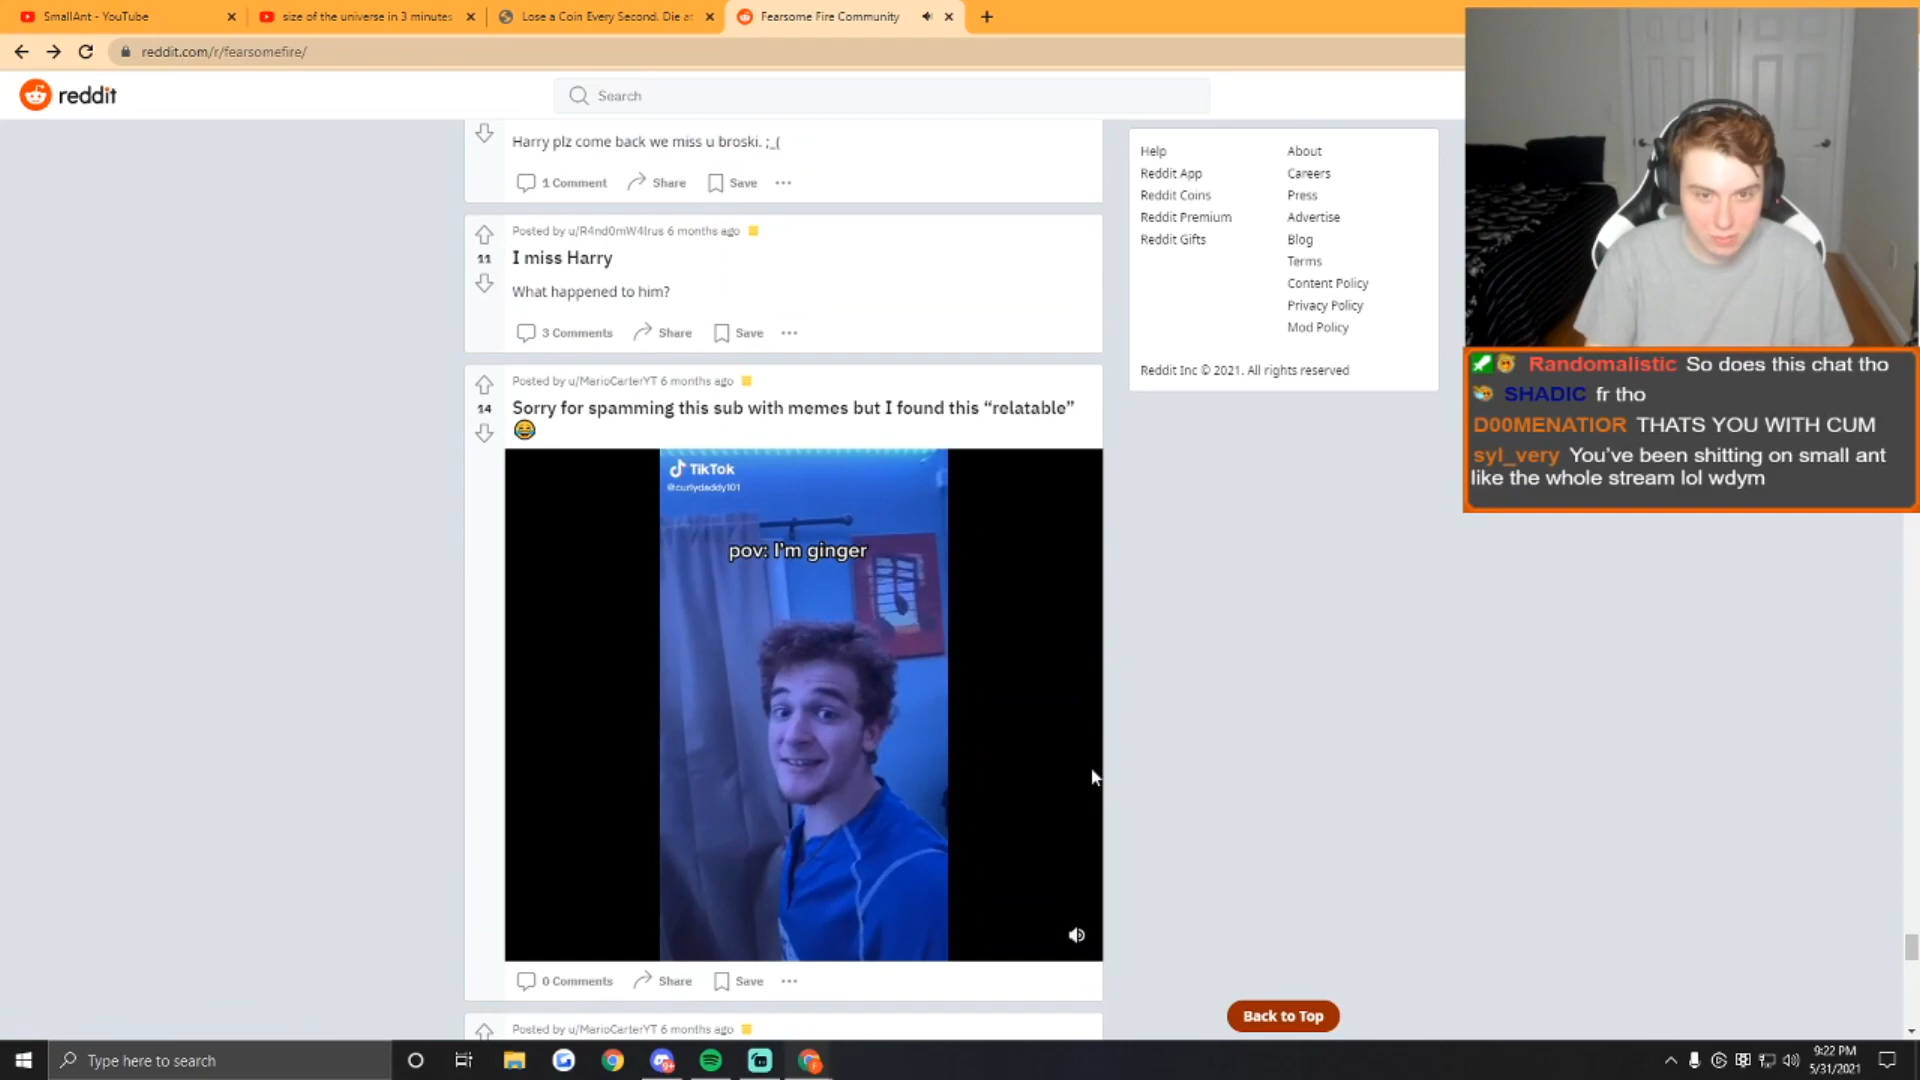 SmallAnt - YouTube
size of the universe in 3 minutes
Lose a Coin Every Second. Die a
Fearsome Fire Community
reddit.com/r/fearsomefire/
reddit
Search
Harry plz come back we miss u broski. ;_(
1 Comment Share Save
Posted by u/R4nd0mW4lrus 6 months ago
11
I miss Harry
What happened to him?
3 Comments Share Save
Posted by u/MarioCarterYT 6 months ago
14
Sorry for spamming this sub with memes but I found this “relatable”
😂
TikTok
@curlydaddy101
pov: I'm ginger
0 Comments Share Save
Posted by u/MarioCarterYT 6 months ago
Help
Reddit App
Reddit Coins
Reddit Premium
Reddit Gifts
About
Careers
Press
Advertise
Blog
Terms
Content Policy
Privacy Policy
Mod Policy
Reddit Inc © 2021. All rights reserved
Back to Top
Randomalistic So does this chat tho
SHADIC fr tho
D00MENATIOR THATS YOU WITH CUM
syl_very You've been shitting on small ant
like the whole stream lol wdym
Type here to search
9:22 PM
5/31/2021